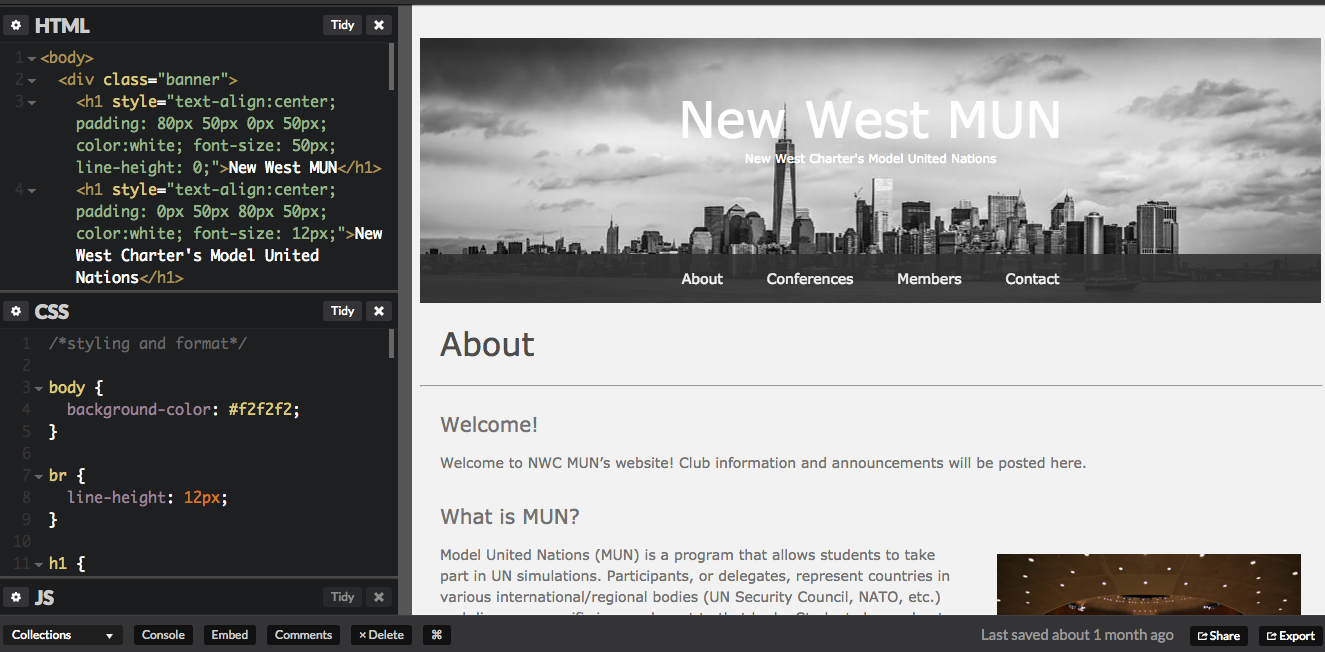 HTML
Tidy
1 <body>
2 <div class="banner">
3 <h1 style="text-align:center;
padding: 80px 50px 0px 50px;
color:white; font-size: 50px;
line-height: 0;">New West MUN</h1>
4 <h1 style="text-align:center;
padding: 0px 50px 80px 50px;
color:white; font-size: 12px;">New
West Charter's Model United
Nations</h1>
CSS
Tidy
1 /*styling and format*/
2
3 body {
4 background-color: #f2f2f2;
5 }
6
7 br {
8 line-height: 12px;
9 }
10
11 h1 {
JS
Tidy
New West MUN
New West Charter's Model United Nations
About Conferences Members Contact
About
Welcome!
Welcome to NWC MUN’s website! Club information and announcements will be posted here.
What is MUN?
Model United Nations (MUN) is a program that allows students to take
part in UN simulations. Participants, or delegates, represent countries in
various international/regional bodies (UN Security Council, NATO, etc.)
Collections Console Embed Comments × Delete ⌘ Last saved about 1 month ago Share Export